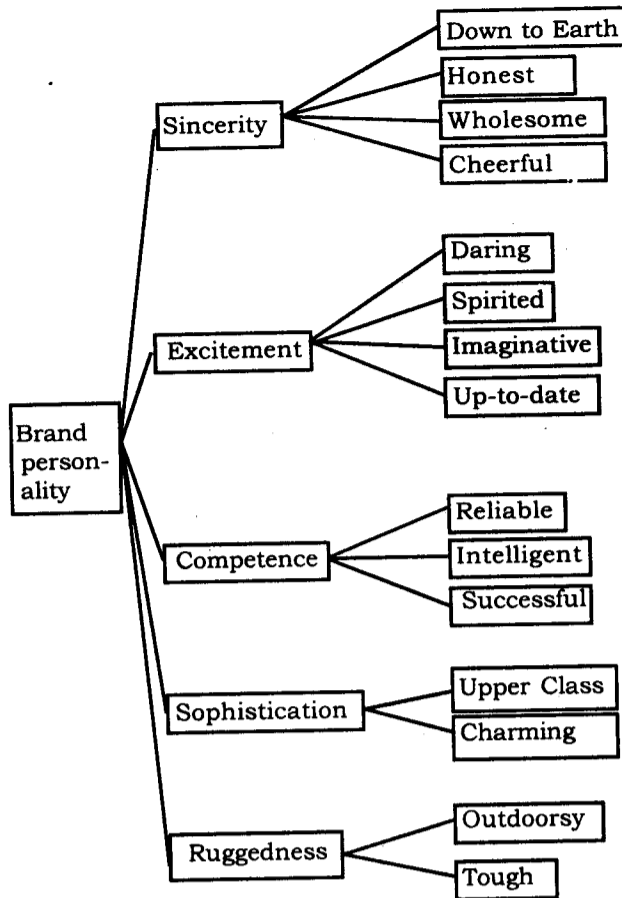 Down to Earth
Honest
Sincerity
Wholesome
Cheerful
Daring
Spirited
Excitement
Imaginative
Up-to-date
Brand
person-
ality
Reliable
Competence
Intelligent
Successful
Upper Class
Sophistication
Charming
Outdoorsy
Ruggedness
Tough